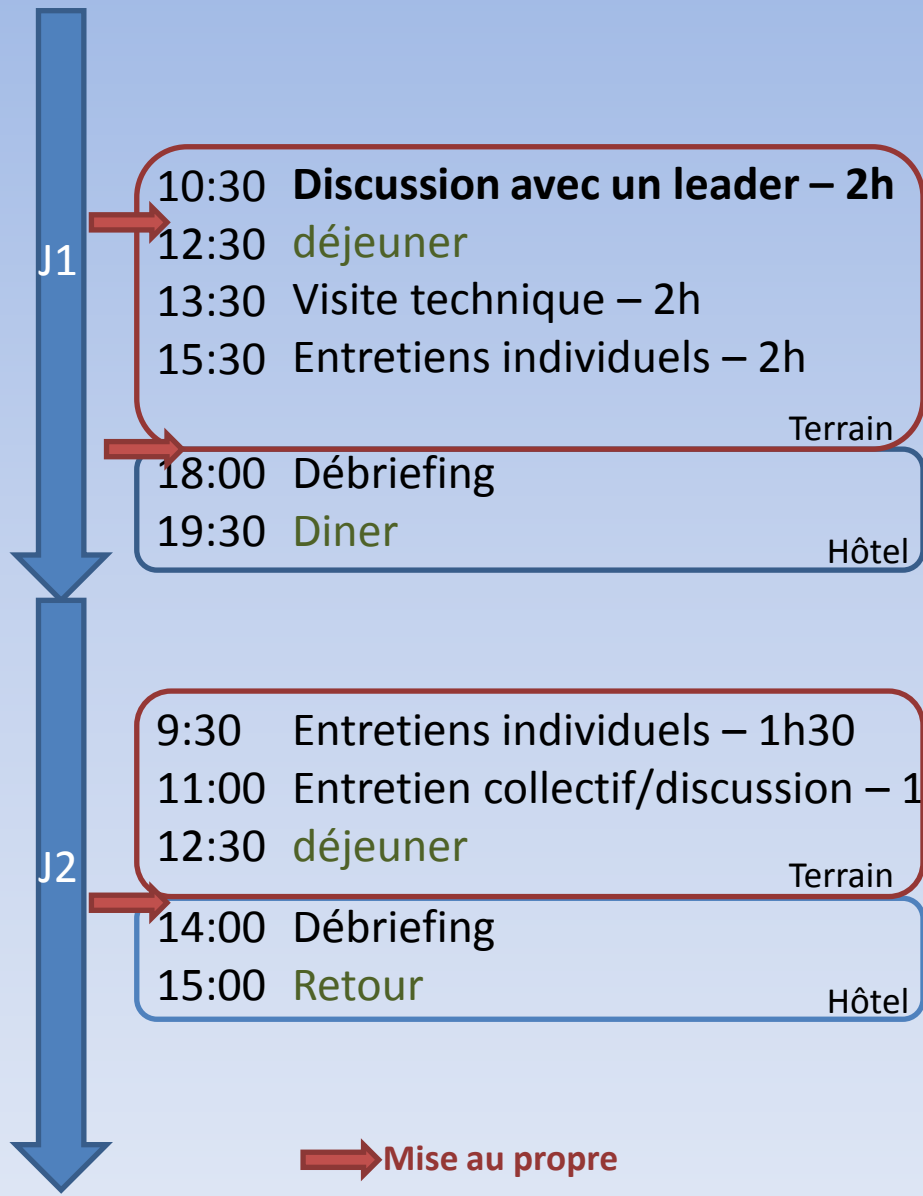 J1
10:30 Discussion avec un leader – 2h
12:30 déjeuner
13:30 Visite technique – 2h
15:30 Entretiens individuels – 2h
Terrain
18:00 Débriefing
19:30 Diner
Hôtel
J2
9:30 Entretiens individuels – 1h30
11:00 Entretien collectif/discussion – 1
12:30 déjeuner
Terrain
14:00 Débriefing
15:00 Retour
Hôtel
Mise au propre